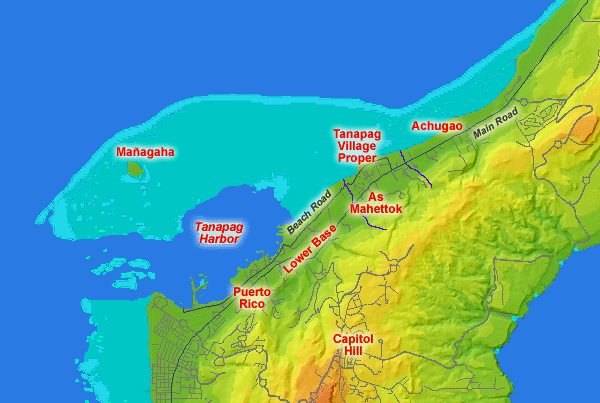 Achugao
Main Road
Tanapag
Village
Proper
Mañagaha
As
Mahettok
Beach Road
Tanapag
Harbor
Lower Base
Puerto
Rico
Capitol
Hill